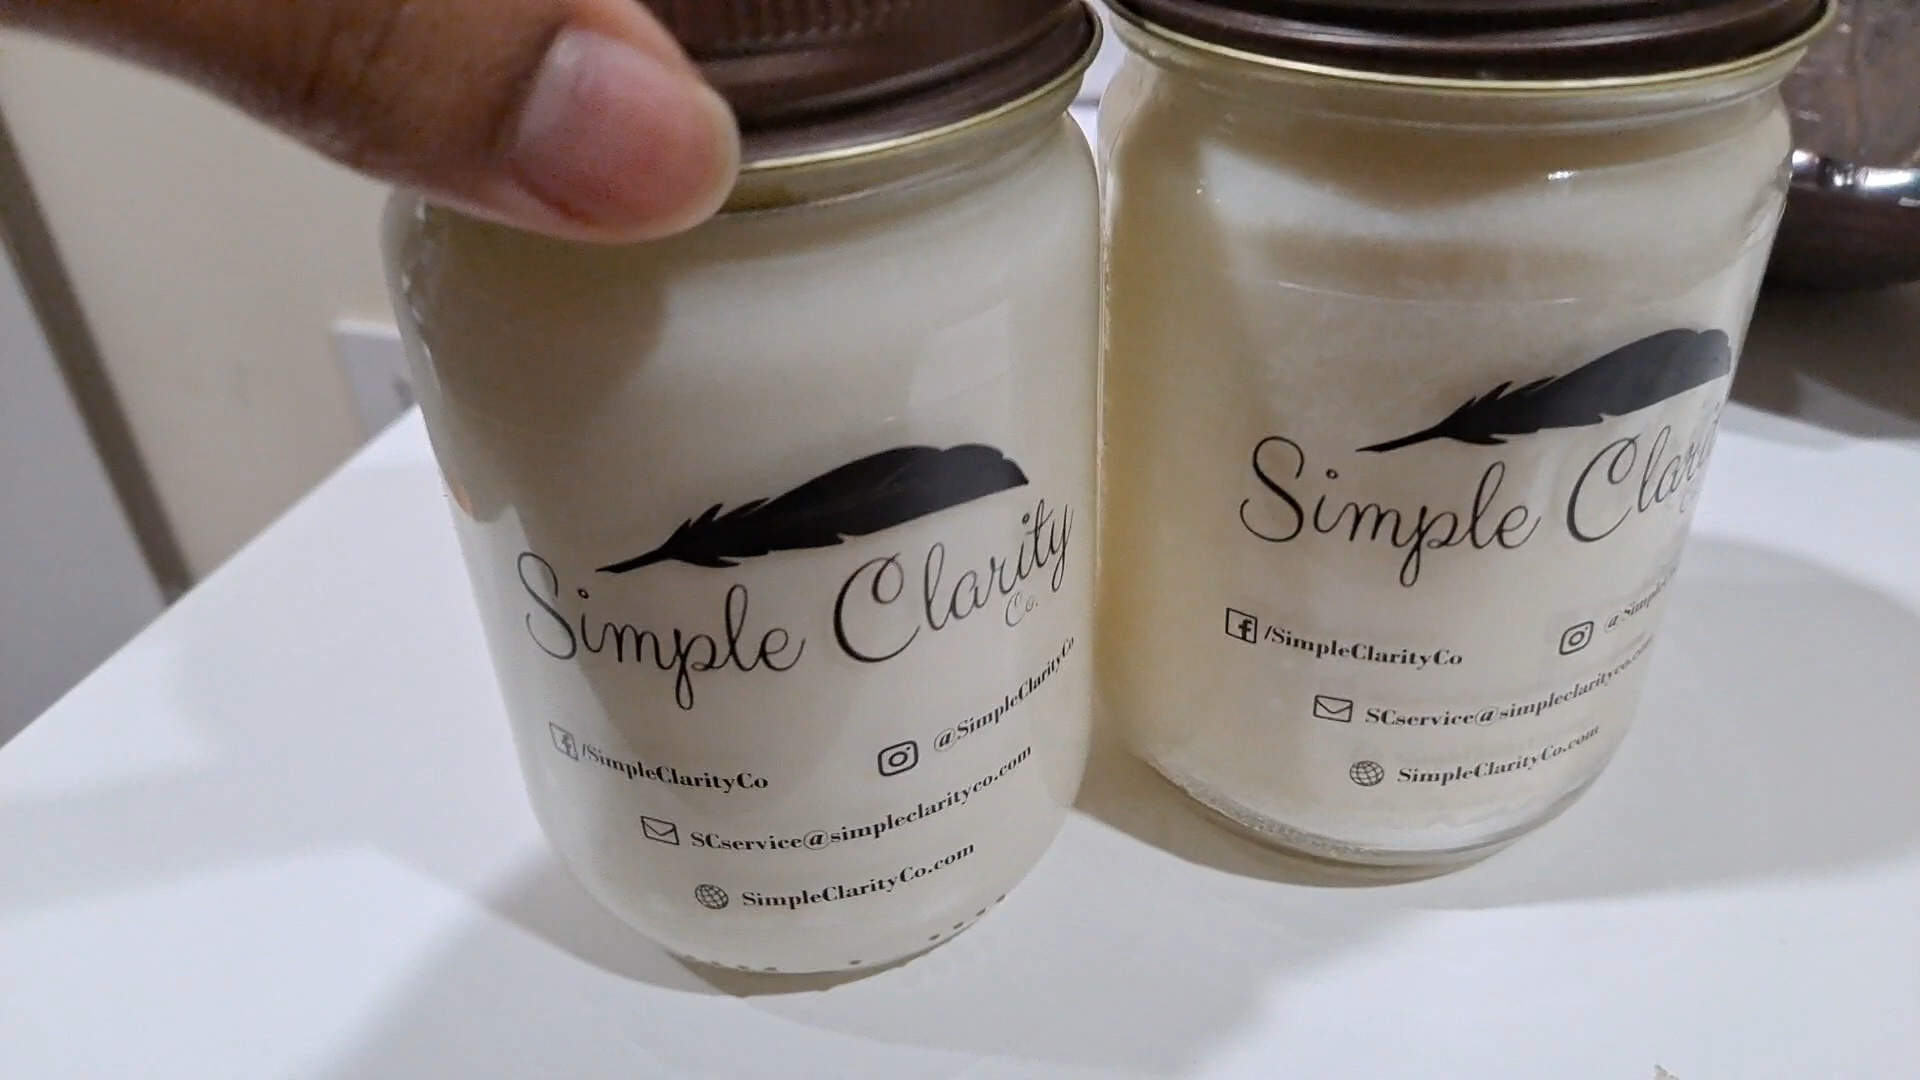 Simple Clarity
Co.
/SimpleClarityCo
@SimpleClarityCo
SCservice@simpleclarityco.com
SimpleClarityCo.com
Simple Clarity
/SimpleClarityCo
SCservice@simpleclarityco.com
SimpleClarityCo.com